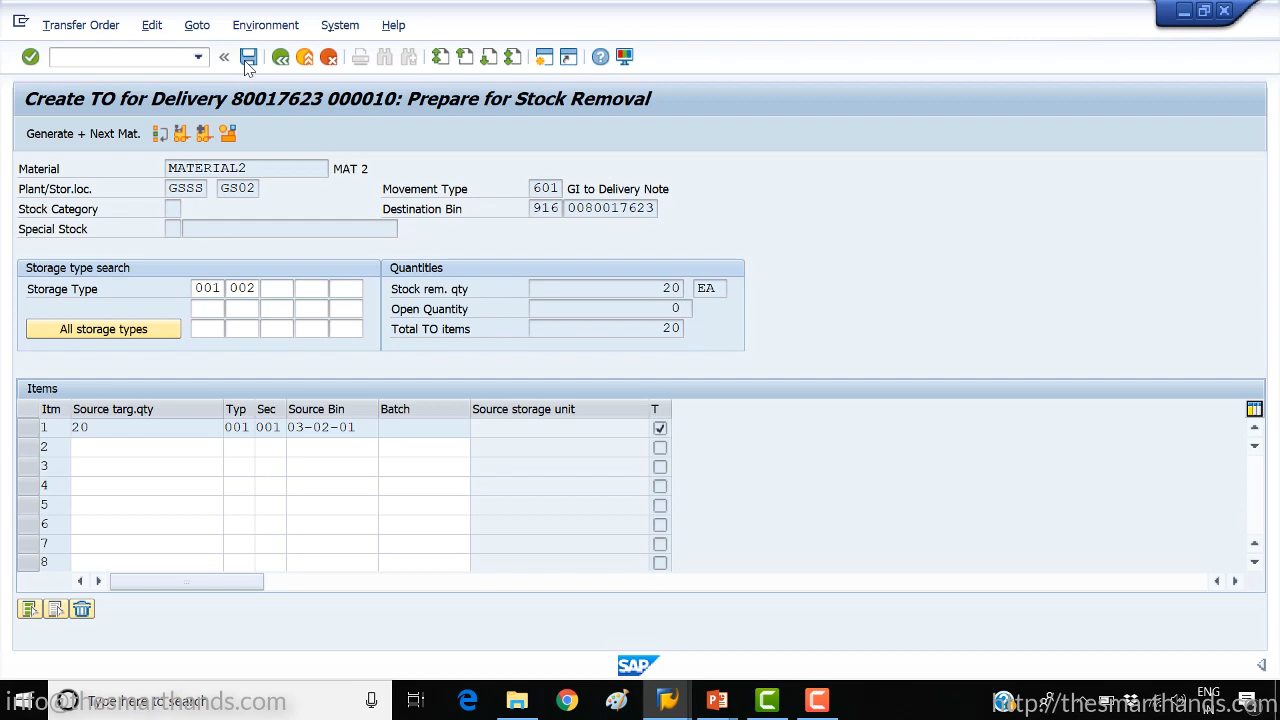 Transfer Order Edit Goto Environment System Help
Create TO for Delivery 80017623 000010: Prepare for Stock Removal
Generate + Next Mat.
Material MATERIAL2 MAT 2
Plant/Stor.loc. GSSS GS02 Movement Type 601 GI to Delivery Note
Stock Category Destination Bin 916 0080017623
Special Stock
Storage type search Quantities
Storage Type 001 002 Stock rem. qty 20 EA
Open Quantity 0
All storage types Total TO items 20
Items
Itm Source targ.qty Typ Sec Source Bin Batch Source storage unit T
1 20 001 001 03-02-01
2
3
4
5
6
7
8
SAP
Type here to search
ENG
IN
info@thesmarthands.com http://thesmarthands.com